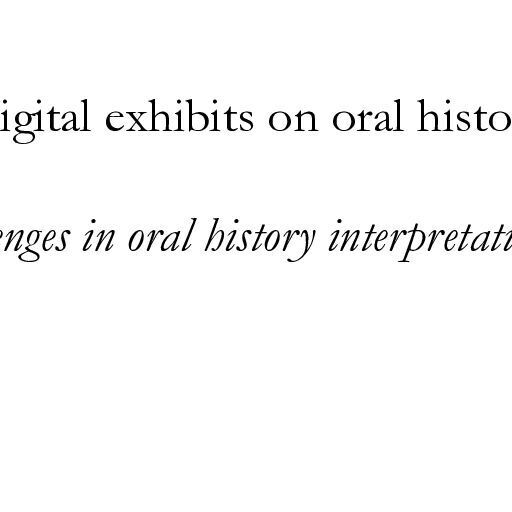 igital exhibits on oral histo
enges in oral history interpretati